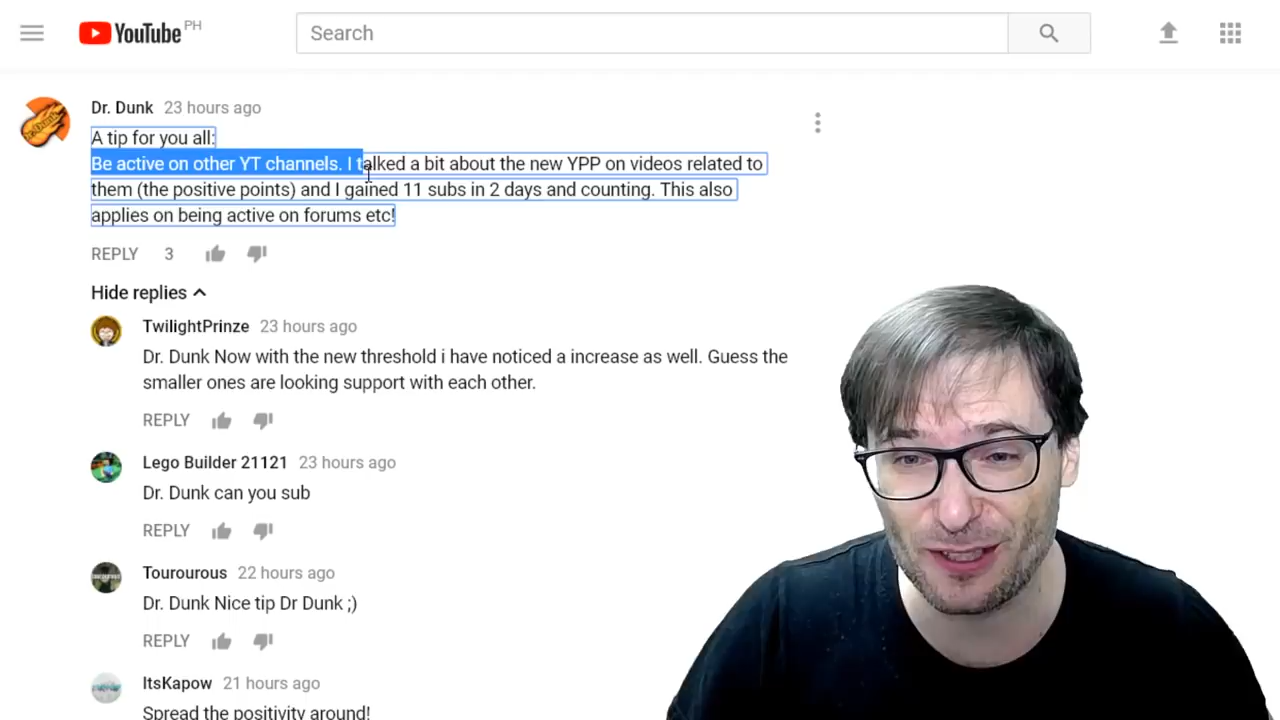 YouTube PH
Search
Dr. Dunk 23 hours ago
A tip for you all:
Be active on other YT channels. I talked a bit about the new YPP on videos related to
them (the positive points) and I gained 11 subs in 2 days and counting. This also
applies on being active on forums etc!
REPLY 3
Hide replies
TwilightPrinze 23 hours ago
Dr. Dunk Now with the new threshold i have noticed a increase as well. Guess the
smaller ones are looking support with each other.
REPLY
Lego Builder 21121 23 hours ago
Dr. Dunk can you sub
REPLY
Tourourous 22 hours ago
Dr. Dunk Nice tip Dr Dunk ;)
REPLY
ItsKapow 21 hours ago
Spread the positivity around!